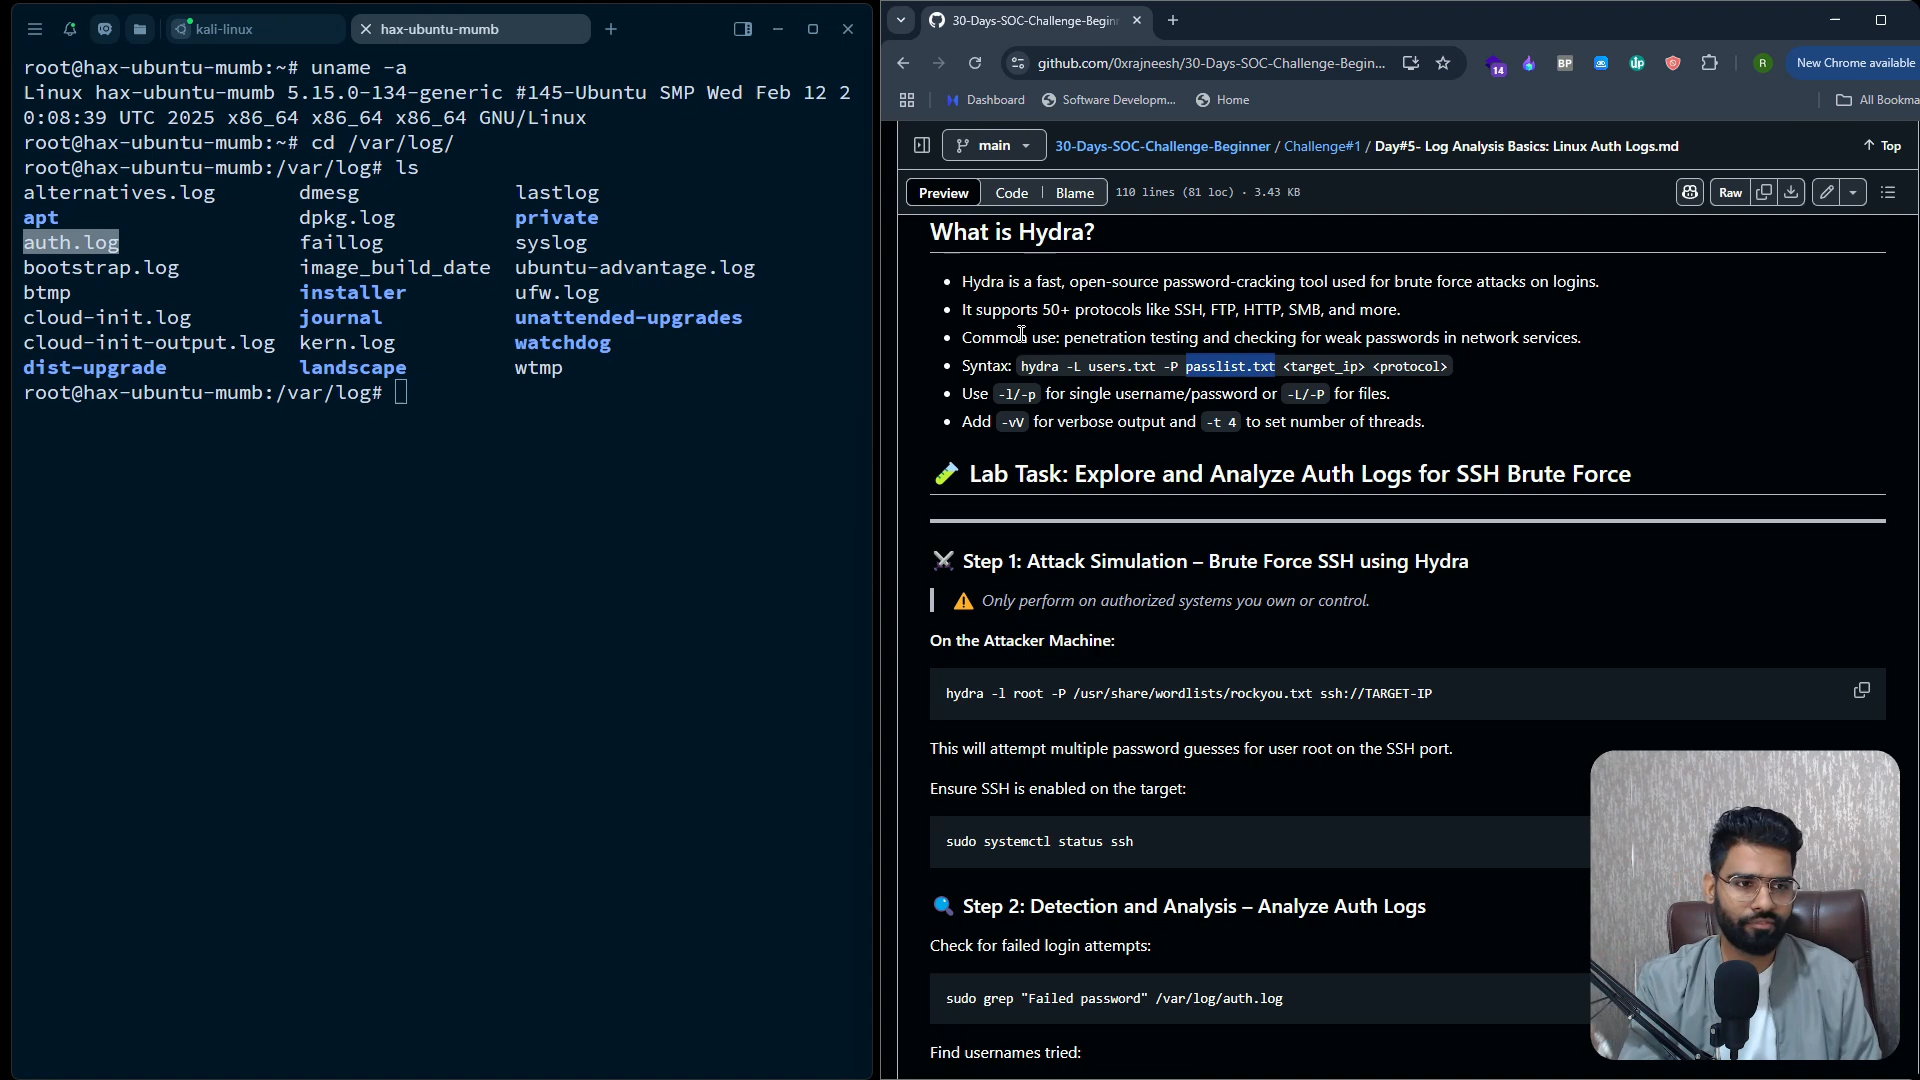 kali-linux
hax-ubuntu-mumb
root@hax-ubuntu-mumb:~# uname -a
Linux hax-ubuntu-mumb 5.15.0-134-generic #145-Ubuntu SMP Wed Feb 12 2
0:08:39 UTC 2025 x86_64 x86_64 x86_64 GNU/Linux
root@hax-ubuntu-mumb:~# cd /var/log/
root@hax-ubuntu-mumb:/var/log# ls
alternatives.log dmesg lastlog
apt dpkg.log private
auth.log faillog syslog
bootstrap.log image_build_date ubuntu-advantage.log
btmp installer ufw.log
cloud-init.log journal unattended-upgrades
cloud-init-output.log kern.log watchdog
dist-upgrade landscape wtmp
root@hax-ubuntu-mumb:/var/log#
30-Days-SOC-Challenge-Beginn
github.com/0xrajneesh/30-Days-SOC-Challenge-Begin...
14
BP
up
R
New Chrome available
Dashboard
Software Developm...
Home
All Bookma
main
30-Days-SOC-Challenge-Beginner / Challenge#1 / Day#5- Log Analysis Basics: Linux Auth Logs.md
Top
Preview
Code
Blame
110 lines (81 loc) · 3.43 KB
Raw
What is Hydra?
• Hydra is a fast, open-source password-cracking tool used for brute force attacks on logins.
• It supports 50+ protocols like SSH, FTP, HTTP, SMB, and more.
• Common use: penetration testing and checking for weak passwords in network services.
• Syntax: hydra -L users.txt -P passlist.txt <target_ip> <protocol>
• Use -l/-p for single username/password or -L/-P for files.
• Add -vV for verbose output and -t 4 to set number of threads.
Lab Task: Explore and Analyze Auth Logs for SSH Brute Force
Step 1: Attack Simulation – Brute Force SSH using Hydra
Only perform on authorized systems you own or control.
On the Attacker Machine:
hydra -l root -P /usr/share/wordlists/rockyou.txt ssh://TARGET-IP
This will attempt multiple password guesses for user root on the SSH port.
Ensure SSH is enabled on the target:
sudo systemctl status ssh
Step 2: Detection and Analysis – Analyze Auth Logs
Check for failed login attempts:
sudo grep "Failed password" /var/log/auth.log
Find usernames tried: